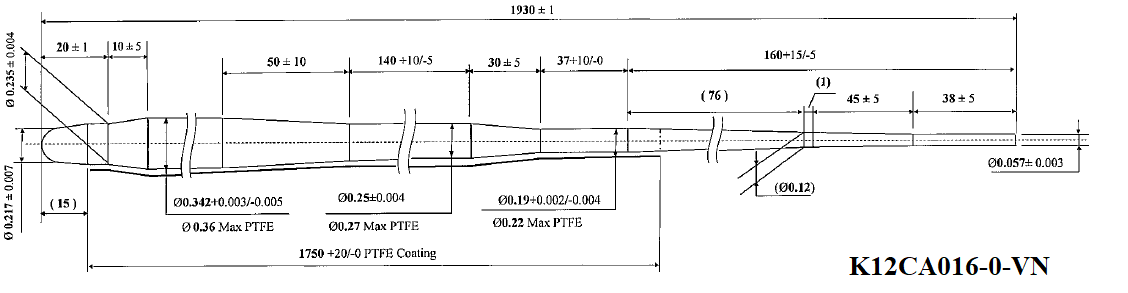 1930 ± 1
20 ± 1
10 ± 5
Ø 0.235 ± 0.004
50 ± 10
140 +10/-5
30 ± 5
37+10/-0
160+15/-5
( 76 )
(1)
45 ± 5
38 ± 5
Ø 0.217 ± 0.007
( 15 )
Ø0.342+0.003/-0.005
Ø 0.36 Max PTFE
Ø0.25±0.004
Ø0.27 Max PTFE
Ø0.19+0.002/-0.004
Ø0.22 Max PTFE
(Ø0.12)
Ø0.057± 0.003
1750 +20/-0 PTFE Coating
K12CA016-0-VN